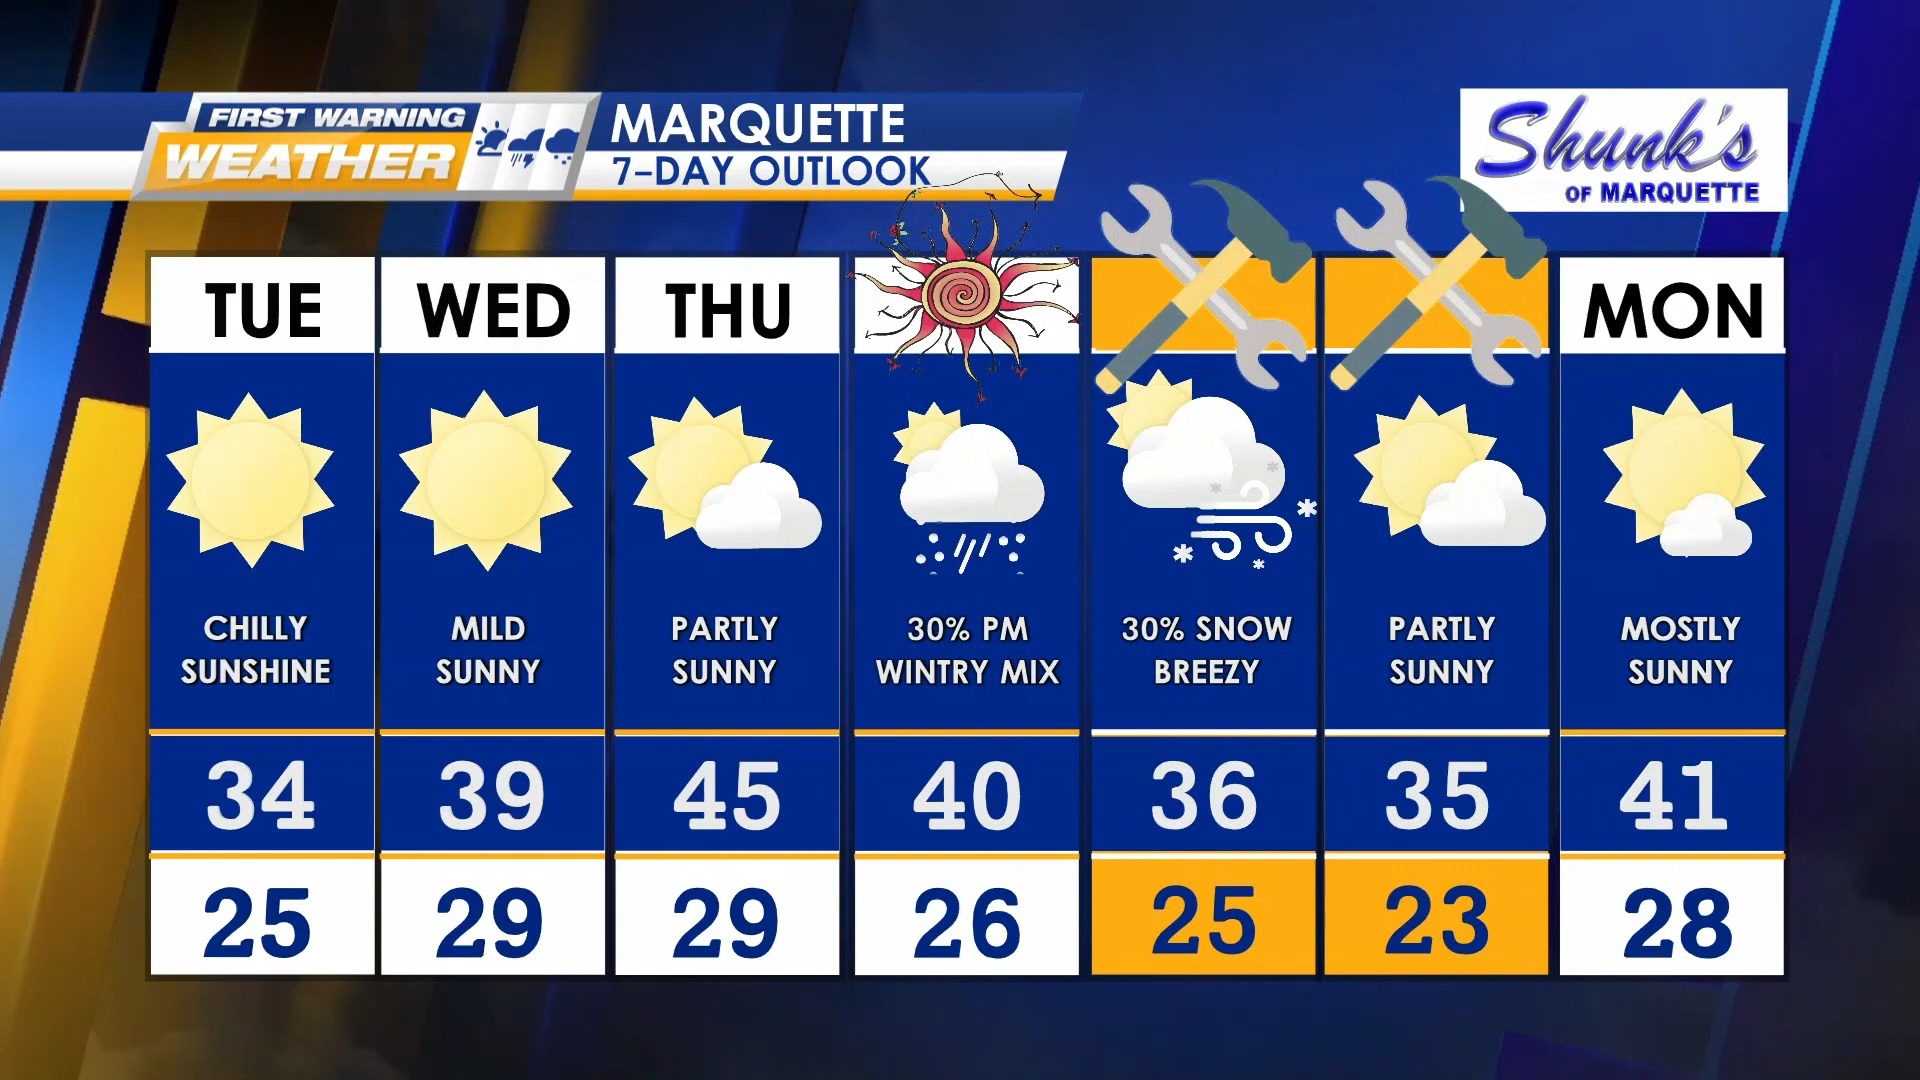 FIRST WARNING
WEATHER
MARQUETTE
7-DAY OUTLOOK
Shunk's
OF MARQUETTE
TUE WED THU MON
CHILLY SUNSHINE
MILD SUNNY
PARTLY SUNNY
30% PM WINTRY MIX
30% SNOW BREEZY
PARTLY SUNNY
MOSTLY SUNNY
34 39 45 40 36 35 41
25 29 29 26 25 23 28